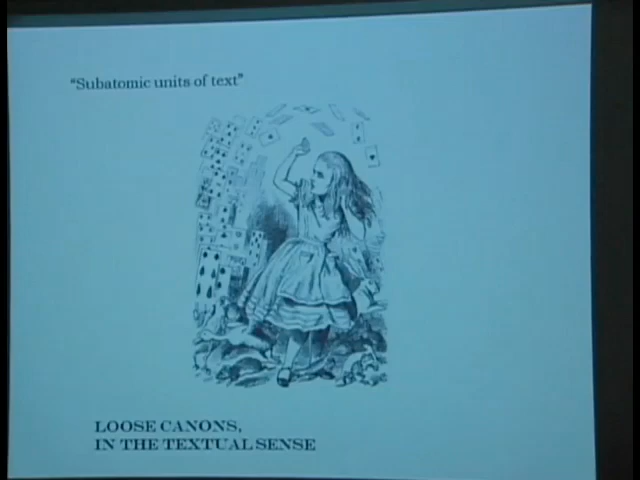 "Subatomic units of text"
LOOSE CANONS,
IN THE TEXTUAL SENSE